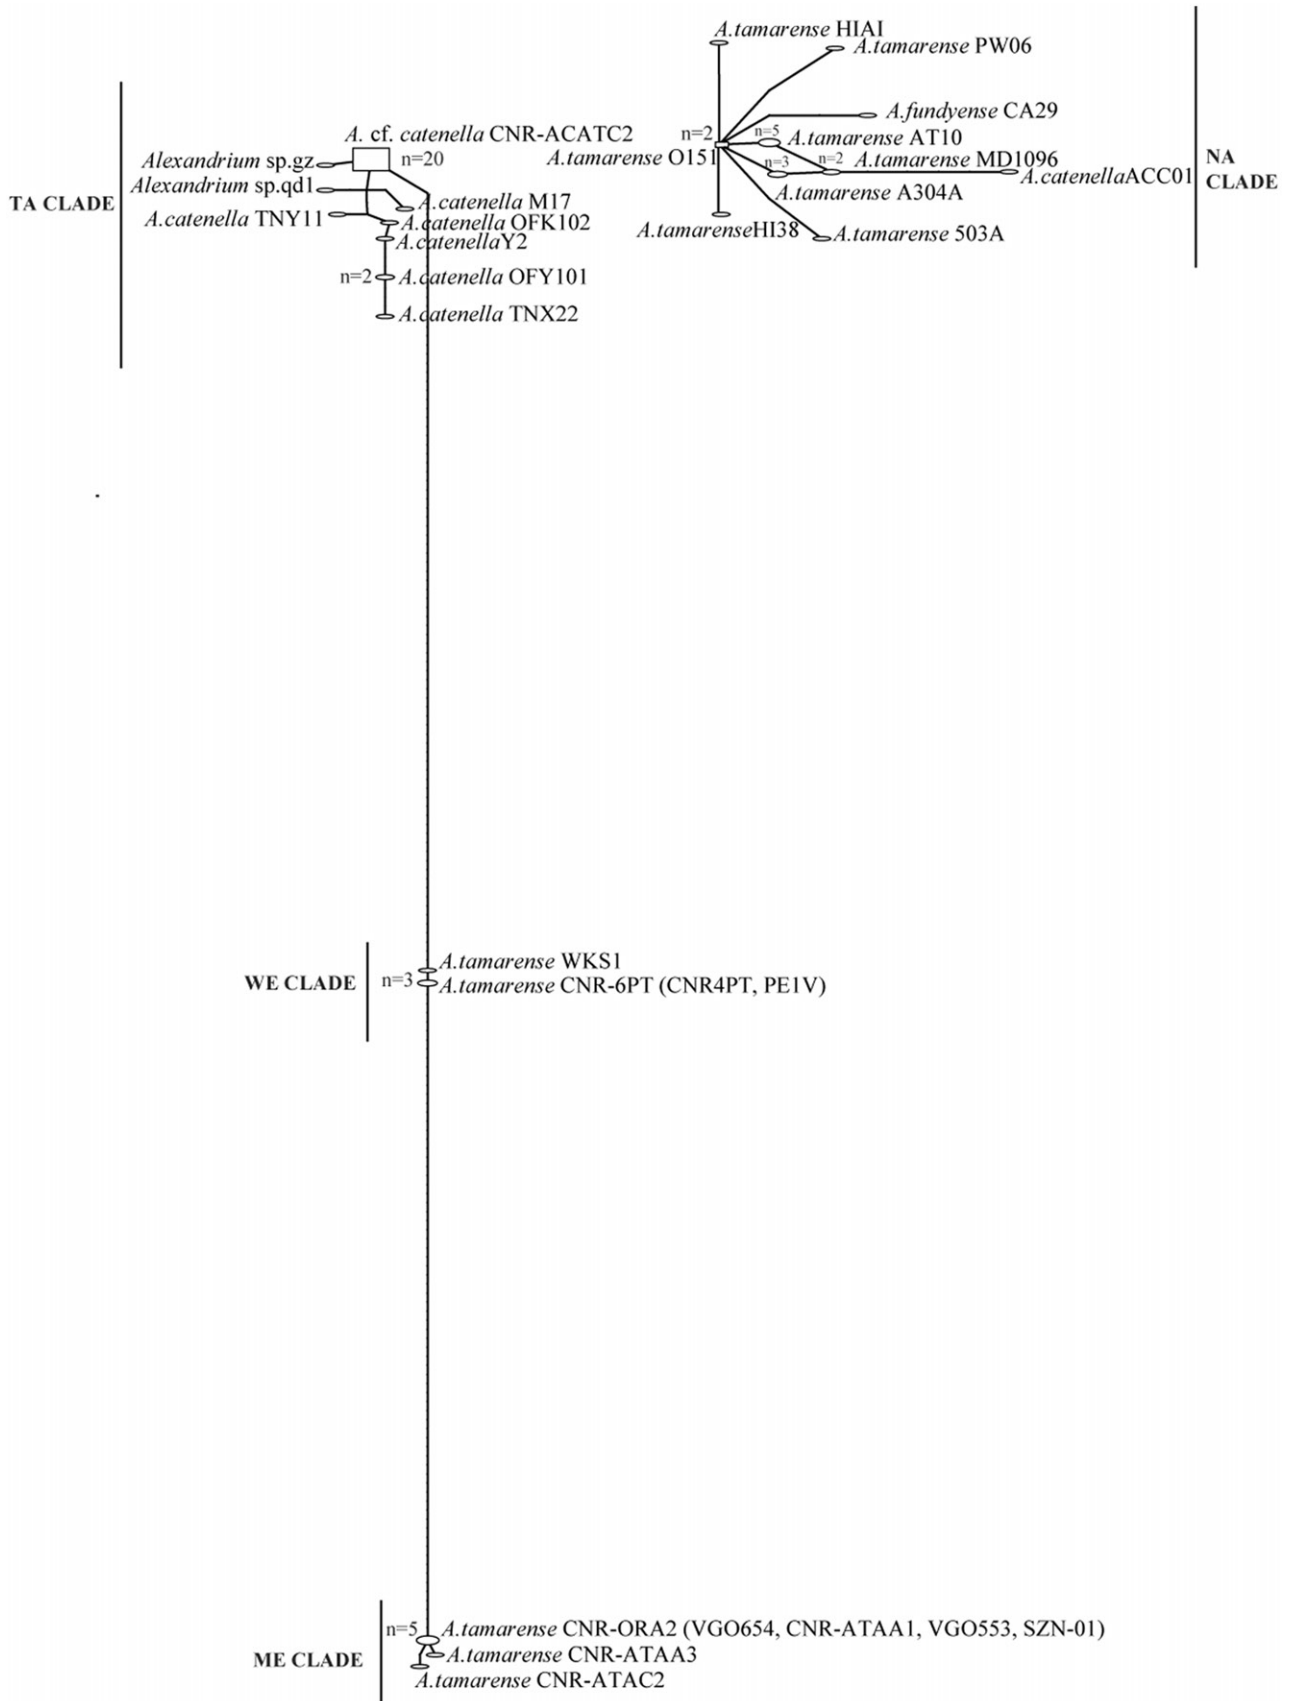 A.tamarense HIAI
A.tamarense PW06
A.fundyense CA29
A. cf. catenella CNR-ACATC2
n=2
n=5
A.tamarense AT10
Alexandrium sp.gz
n=20
A.tamarense O151
n=3
n=2
A.tamarense MD1096
NA
CLADE
A.catenellaACC01
Alexandrium sp.qd1
A.tamarense A304A
TA CLADE
A.catenella M17
A.catenella TNY11
A.catenella OFK102
A.tamarenseHI38
A.tamarense 503A
A.catenellaY2
n=2
A.catenella OFY101
A.catenella TNX22
A.tamarense WKS1
WE CLADE
n=3
A.tamarense CNR-6PT (CNR4PT, PE1V)
n=5
A.tamarense CNR-ORA2 (VGO654, CNR-ATAA1, VGO553, SZN-01)
ME CLADE
A.tamarense CNR-ATAA3
A.tamarense CNR-ATAC2